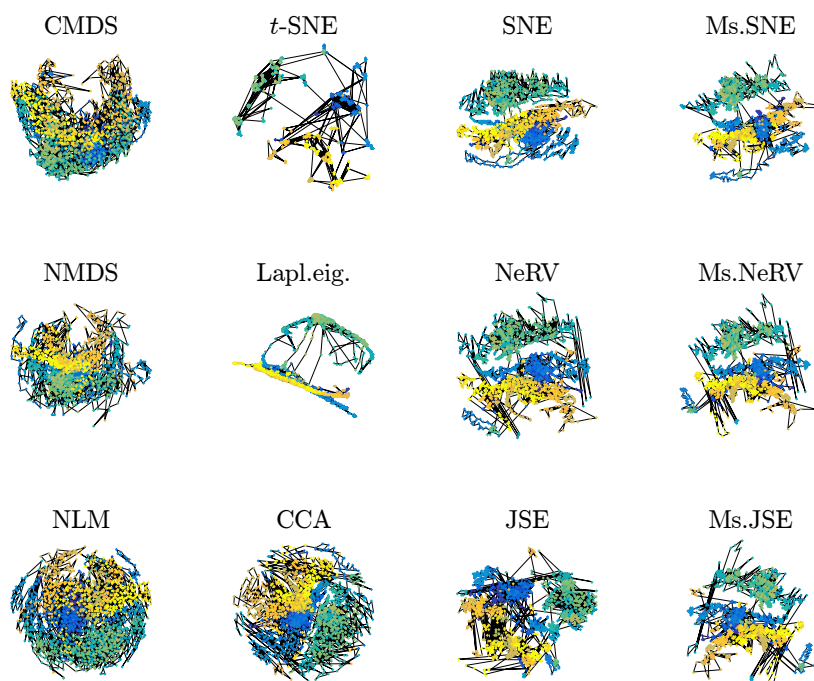 CMDS t-SNE SNE Ms.SNE
NMDS Lapl.eig. NeRV Ms.NeRV
NLM CCA JSE Ms.JSE